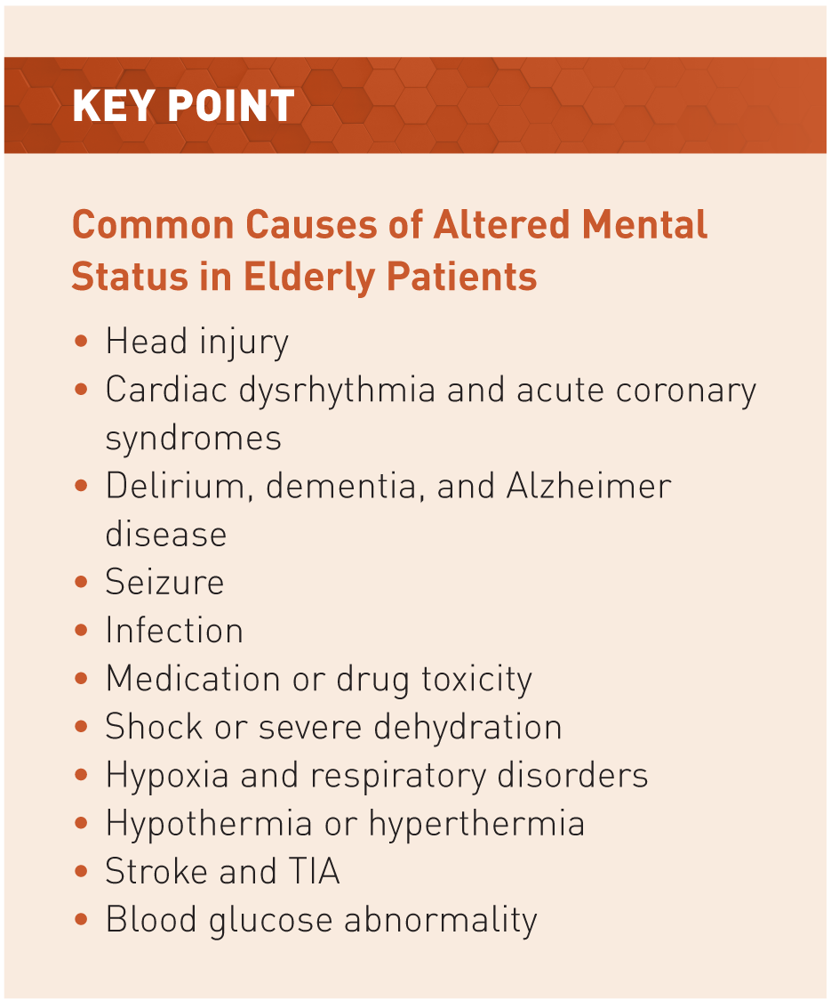 KEY POINT
Common Causes of Altered Mental
Status in Elderly Patients
• Head injury
• Cardiac dysrhythmia and acute coronary
syndromes
• Delirium, dementia, and Alzheimer
disease
• Seizure
• Infection
• Medication or drug toxicity
• Shock or severe dehydration
• Hypoxia and respiratory disorders
• Hypothermia or hyperthermia
• Stroke and TIA
• Blood glucose abnormality